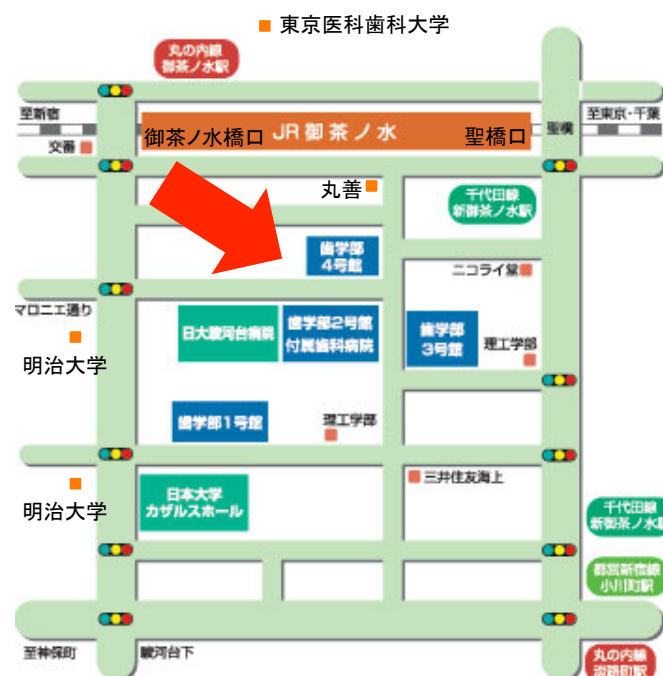 東京医科歯科大学
丸の内線
御茶ノ水駅
至新宿
御茶ノ水橋口
JR御茶ノ水
聖橋口
聖橋
至東京・千葉
交番
丸善
千代田線
新御茶ノ水駅
歯学部
4号館
ニコライ堂
マロニエ通り
日大駿河台病院
歯学部2号館
付属歯科病院
歯学部
3号館
理工学部
明治大学
歯学部1号館
理工学部
明治大学
日本大学
カザルスホール
三井住友海上
千代田線
新御茶ノ水駅
都営新宿線
小川町駅
至神保町
駿河台下
丸の内線
淡路町駅